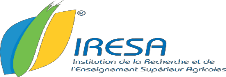 IRESA
Institution de la Recherche et de
l'Enseignement Supérieur Agricoles